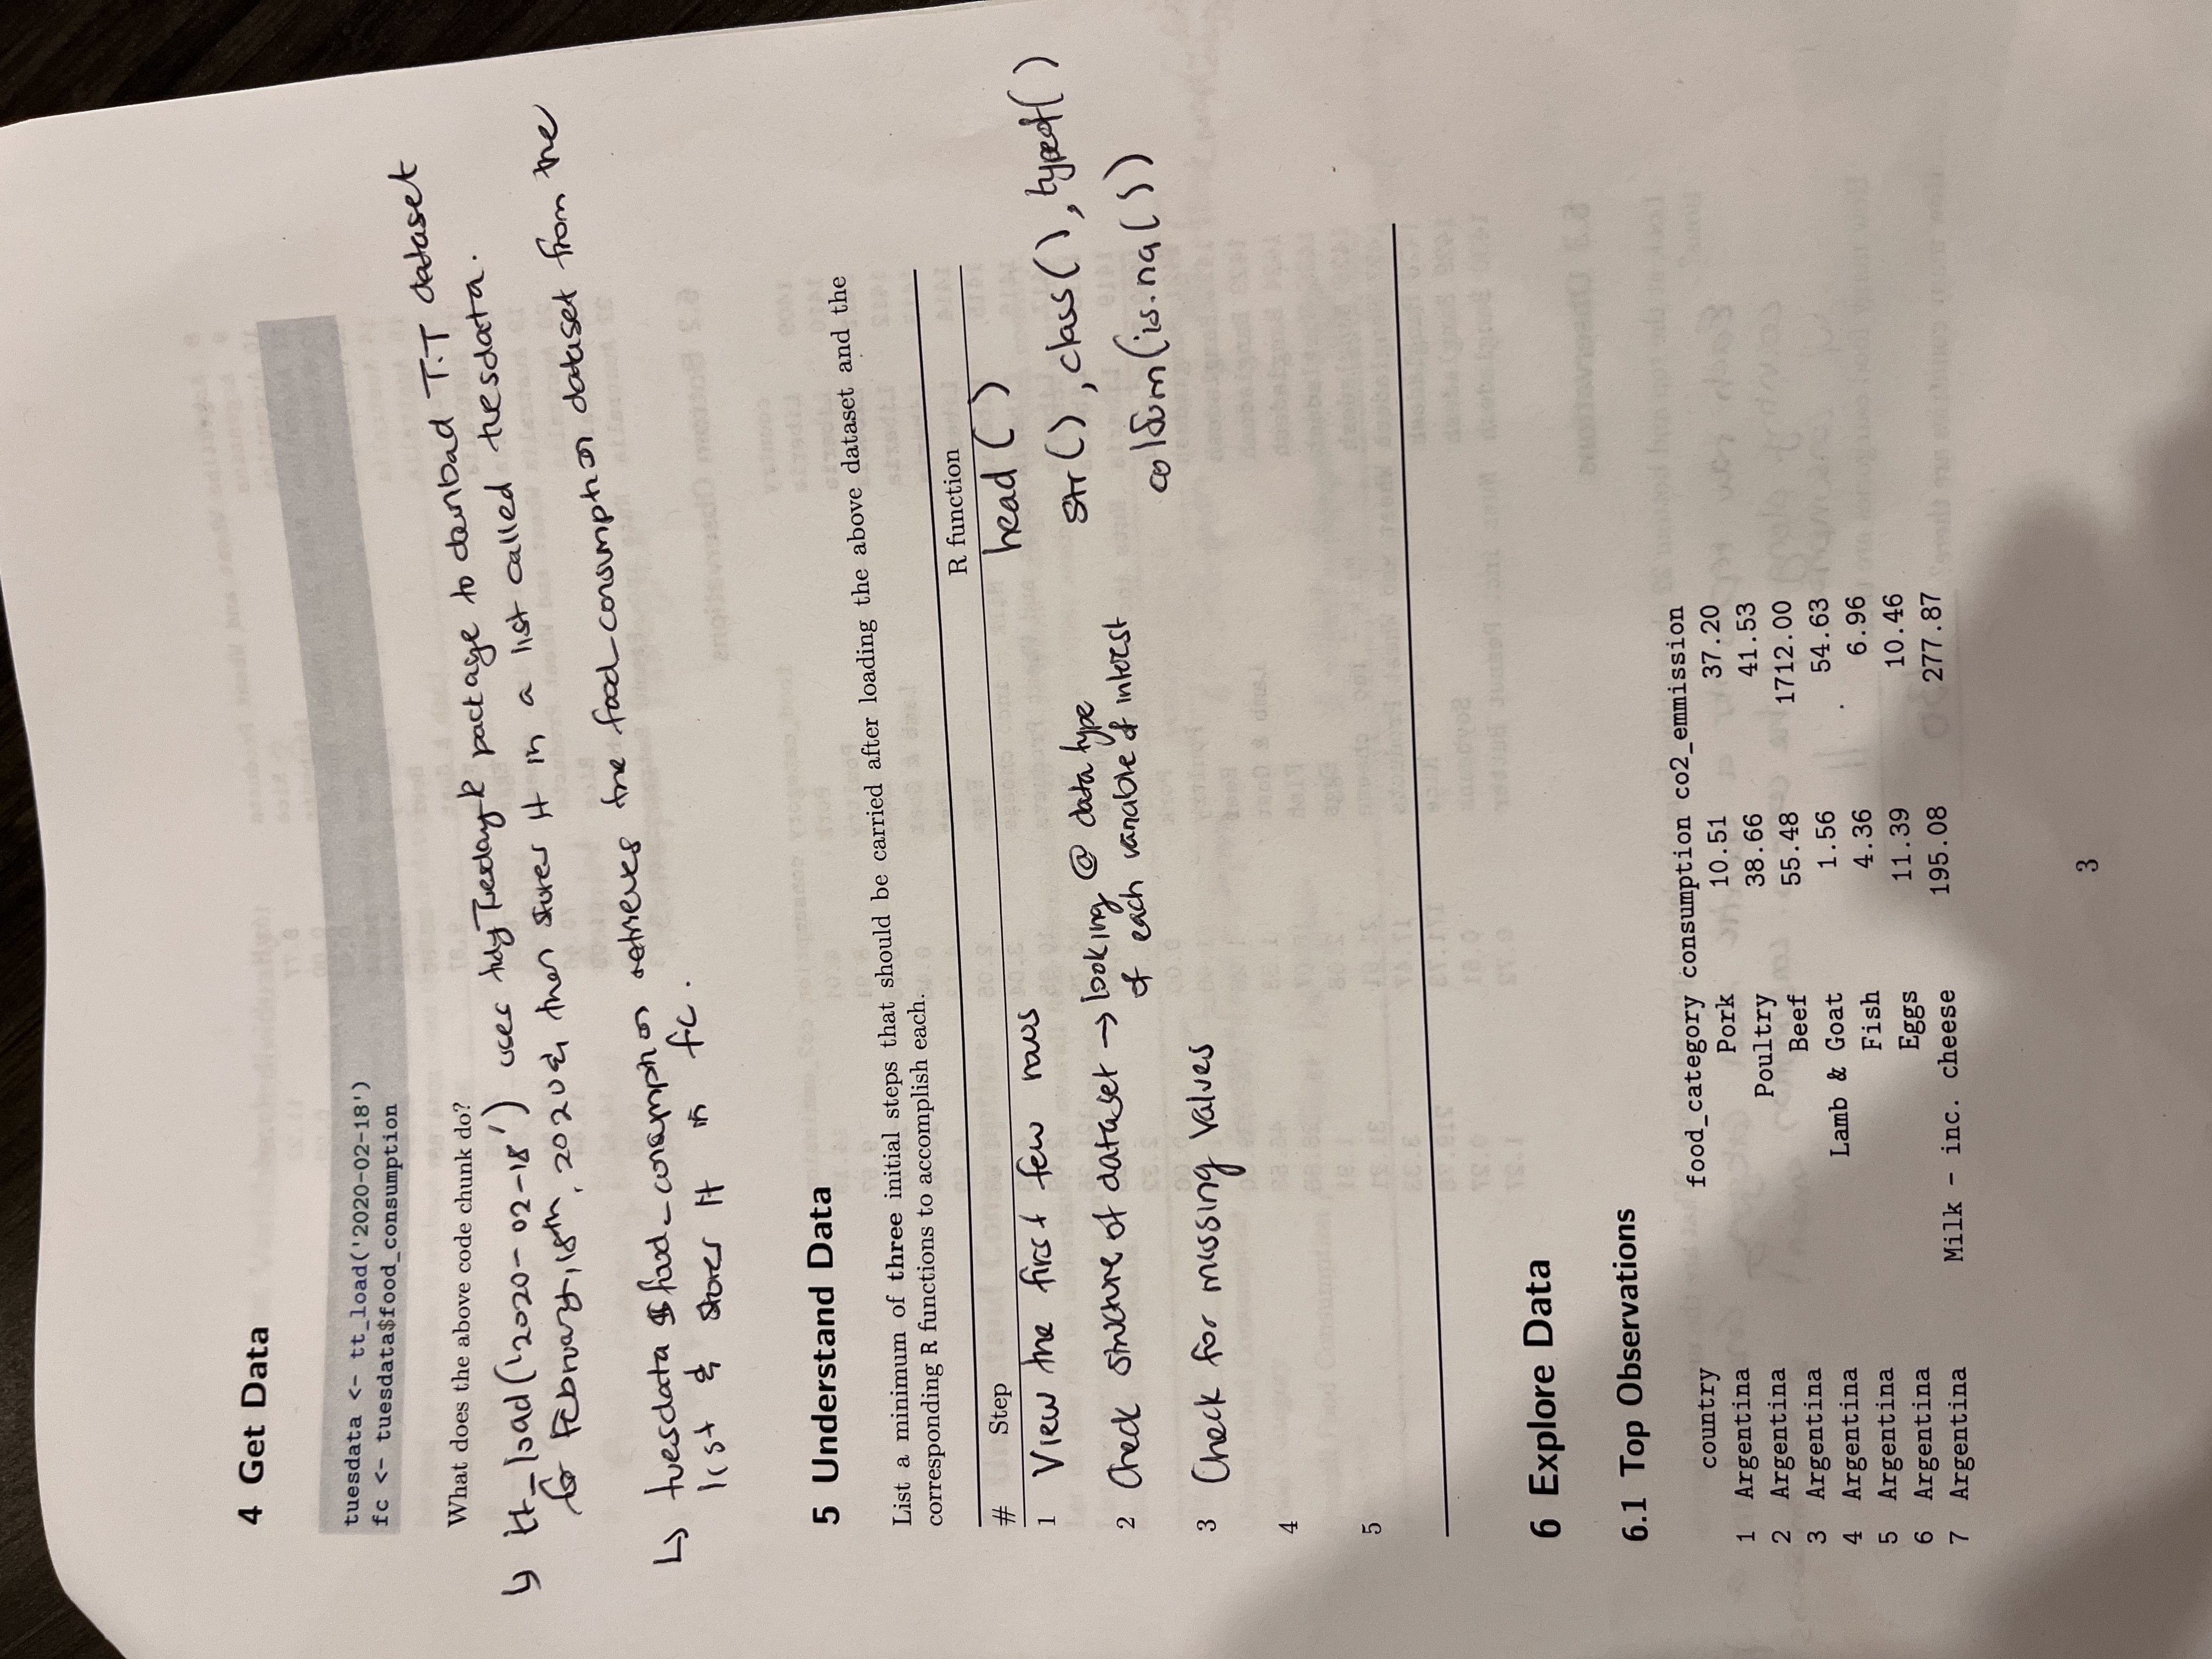 4 Get Data
tuesdata <- tt_load('2020-02-18')
fc <- tuesdata$food_consumption
What does the above code chunk do?
↳ tt_load('2020-02-18') uses tidyTuesdayR package to download T.T dataset
for February, 18th, 2020 & then stores it in a list called tuesdata.
↳ tuesdata $food_consumption retrieves the food_consumption dataset from the
list & stores it in fc.
5 Understand Data
List a minimum of three initial steps that should be carried after loading the above dataset and the
corresponding R functions to accomplish each.
# Step R function
1 View the first few rows head()
2 Check structure of dataset → looking @ data type str(), class(), typeof()
of each variable of interest
3 Check for missing values colSum(is.na())
4
5
6 Explore Data
6.1 Top Observations
country food_category consumption co2_emmission
1 Argentina Pork 10.51 37.20
2 Argentina Poultry 38.66 41.53
3 Argentina Beef 55.48 1712.00
4 Argentina Lamb & Goat 1.56 54.63
5 Argentina Fish 4.36 6.96
6 Argentina Eggs 11.39 10.46
7 Argentina Milk - inc. cheese 195.08 277.87
3